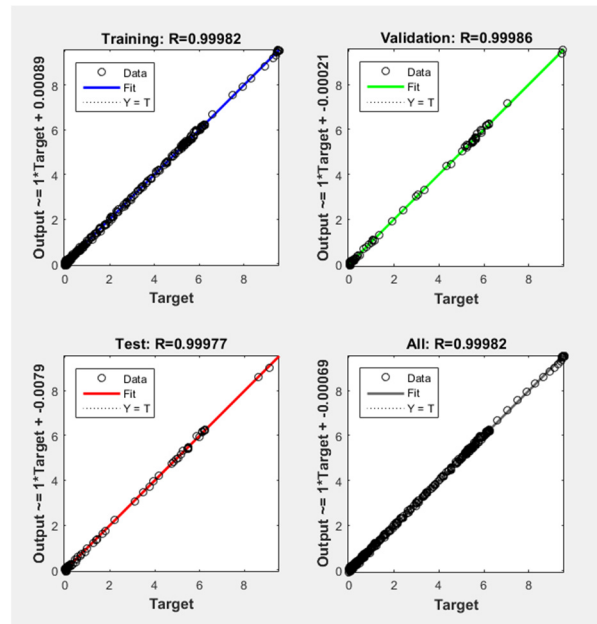 Training: R=0.99982
Output ~= 1*Target + 0.00089
Data
Fit
Y = T
8
6
4
2
0
0 2 4 6 8
Target
Validation: R=0.99986
Output ~= 1*Target + -0.00021
Data
Fit
Y = T
8
6
4
2
0
0 2 4 6 8
Target
Test: R=0.99977
Output ~= 1*Target + -0.0079
Data
Fit
Y = T
8
6
4
2
0
0 2 4 6 8
Target
All: R=0.99982
Output ~= 1*Target + -0.00069
Data
Fit
Y = T
8
6
4
2
0
0 2 4 6 8
Target